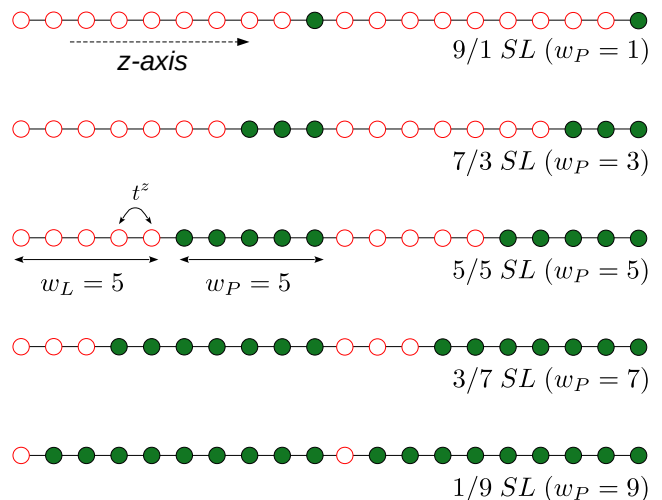 z-axis
9/1 SL (w_P = 1)
7/3 SL (w_P = 3)
t^z
w_L = 5
w_P = 5
5/5 SL (w_P = 5)
3/7 SL (w_P = 7)
1/9 SL (w_P = 9)